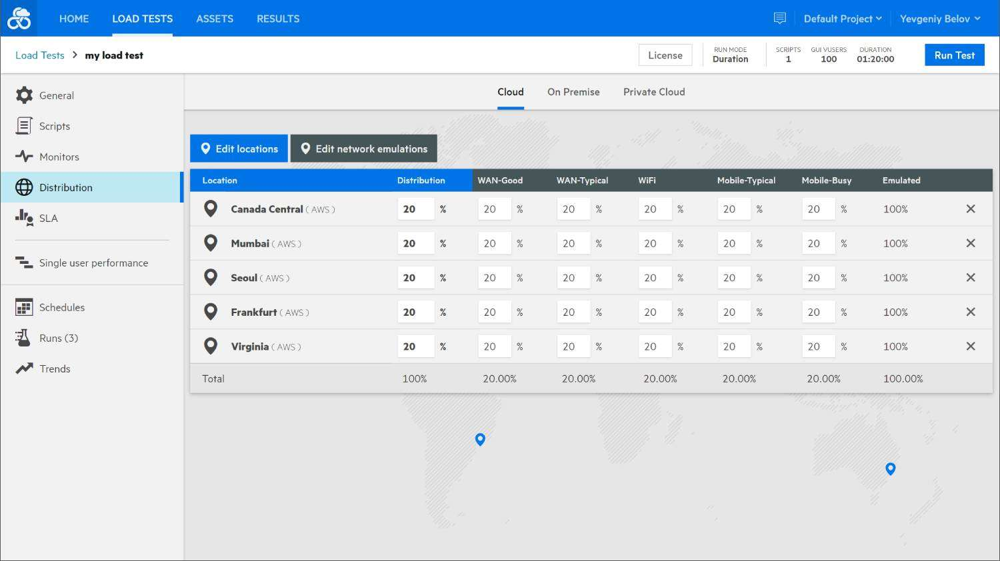 HOME LOAD TESTS ASSETS RESULTS Default Project Yevgeniy Belov
Load Tests > my load test License RUN MODE Duration SCRIPTS 1 GUI VUSERS 100 DURATION 01:20:00 Run Test
General
Scripts
Monitors
Distribution
SLA
Single user performance
Schedules
Runs (3)
Trends
Cloud On Premise Private Cloud
Edit locations Edit network emulations
Location Distribution WAN-Good WAN-Typical WiFi Mobile-Typical Mobile-Busy Emulated
Canada Central ( AWS ) 20 % 20 % 20 % 20 % 20 % 20 % 100%
Mumbai ( AWS ) 20 % 20 % 20 % 20 % 20 % 20 % 100%
Seoul ( AWS ) 20 % 20 % 20 % 20 % 20 % 20 % 100%
Frankfurt ( AWS ) 20 % 20 % 20 % 20 % 20 % 20 % 100%
Virginia ( AWS ) 20 % 20 % 20 % 20 % 20 % 20 % 100%
Total 100% 20.00% 20.00% 20.00% 20.00% 20.00% 100.00%